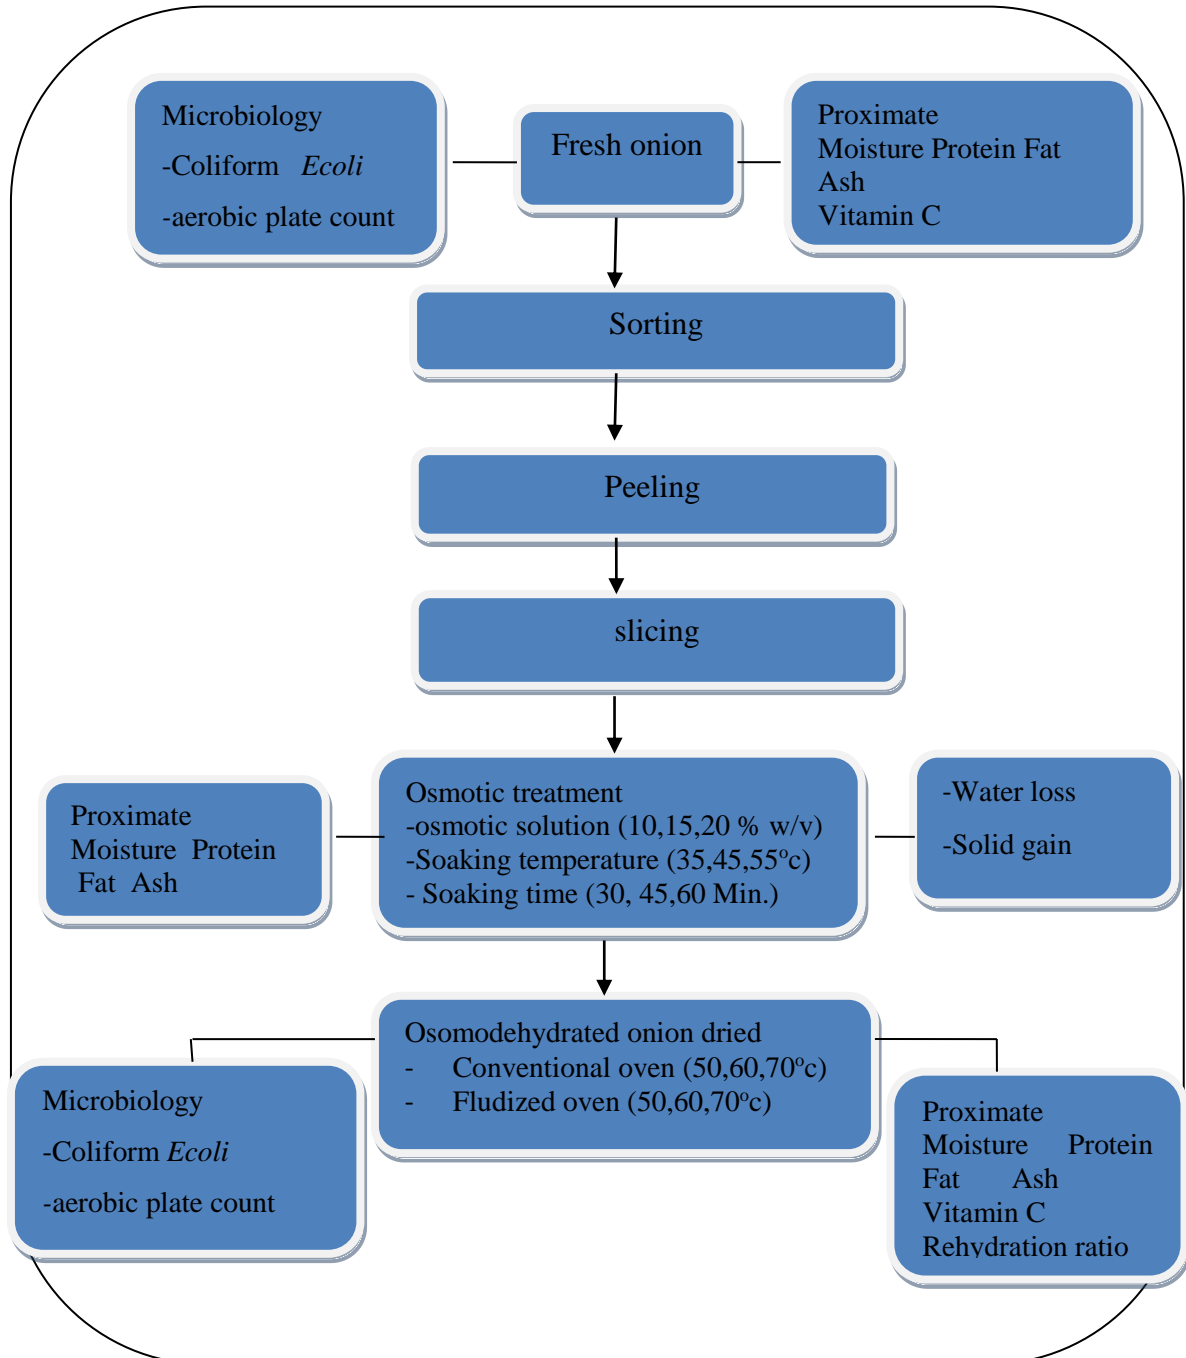 Microbiology
-Coliform Ecoli
-aerobic plate count
Fresh onion
Proximate
Moisture Protein Fat
Ash
Vitamin C
Sorting
Peeling
slicing
Proximate
Moisture Protein
Fat Ash
Osmotic treatment
-osmotic solution (10,15,20 % w/v)
-Soaking temperature (35,45,55ºc)
- Soaking time (30, 45,60 Min.)
-Water loss
-Solid gain
Osomodehydrated onion dried
- Conventional oven (50,60,70ºc)
- Fludized oven (50,60,70ºc)
Microbiology
-Coliform Ecoli
-aerobic plate count
Proximate
Moisture Protein
Fat Ash
Vitamin C
Rehydration ratio